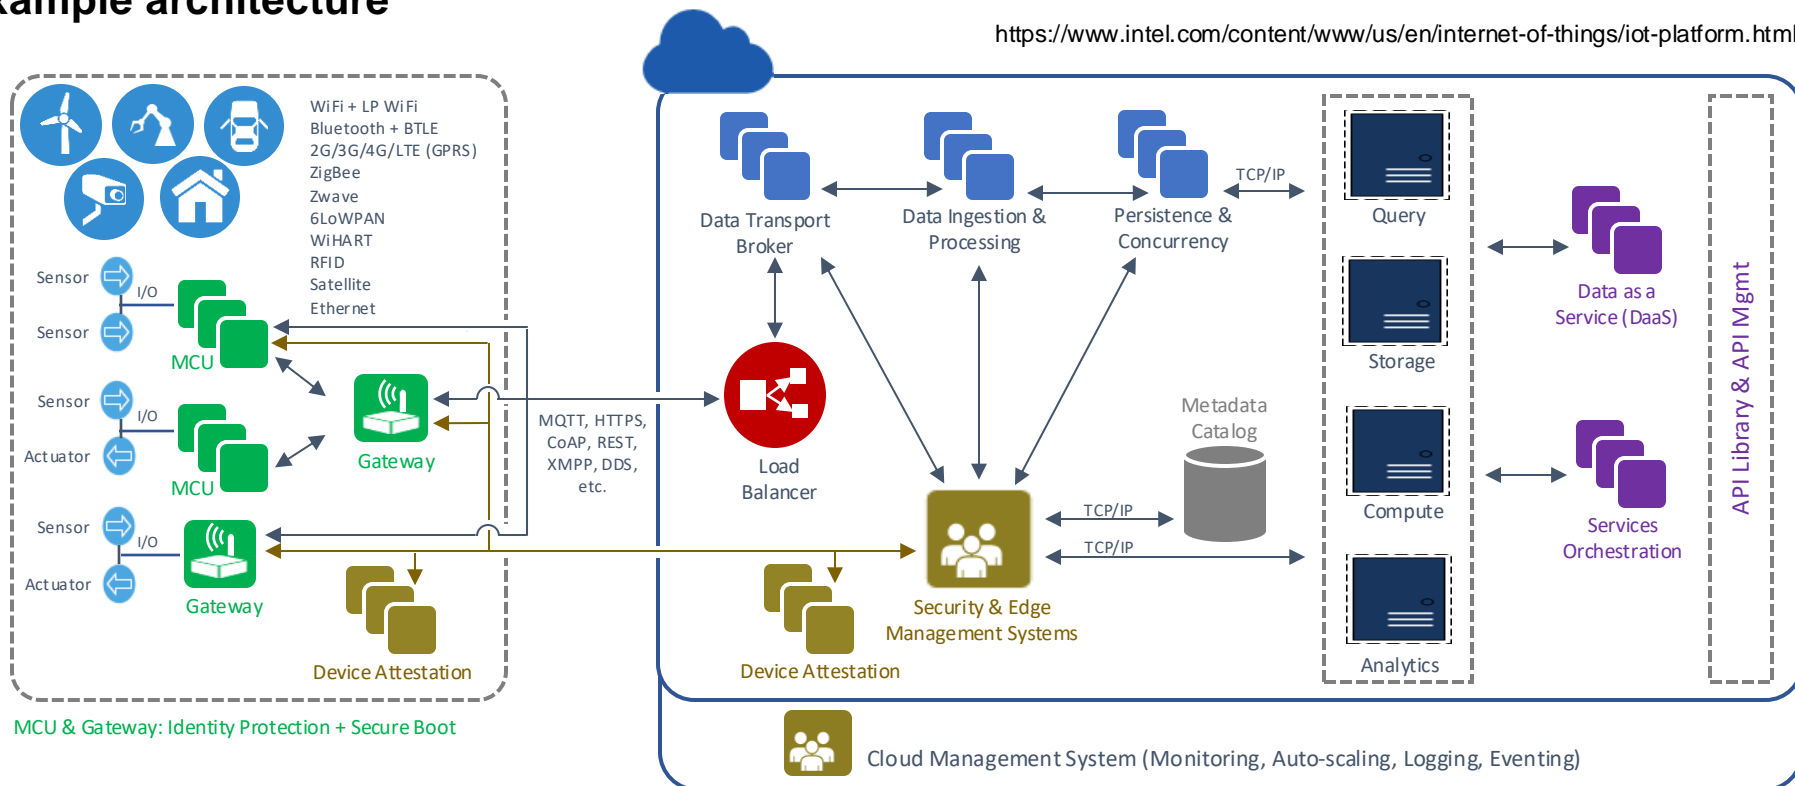 ample architecture
https://www.intel.com/content/www/us/en/internet-of-things/iot-platform.html
WiFi + LP WiFi
Bluetooth + BTLE
2G/3G/4G/LTE (GPRS)
ZigBee
Zwave
6LoWPAN
WiHART
RFID
Satellite
Ethernet
Sensor
I/O
Sensor
MCU
Sensor
I/O
Actuator
MCU
Gateway
Sensor
I/O
Actuator
Gateway
Device Attestation
MCU & Gateway: Identity Protection + Secure Boot
MQTT, HTTPS,
CoAP, REST,
XMPP, DDS,
etc.
Data Transport
Broker
Data Ingestion &
Processing
Persistence &
Concurrency
TCP/IP
Load
Balancer
Metadata
Catalog
TCP/IP
TCP/IP
Security & Edge
Management Systems
Device Attestation
Query
Storage
Compute
Analytics
Data as a
Service (DaaS)
Services
Orchestration
API Library & API Mgmt
Cloud Management System (Monitoring, Auto-scaling, Logging, Eventing)